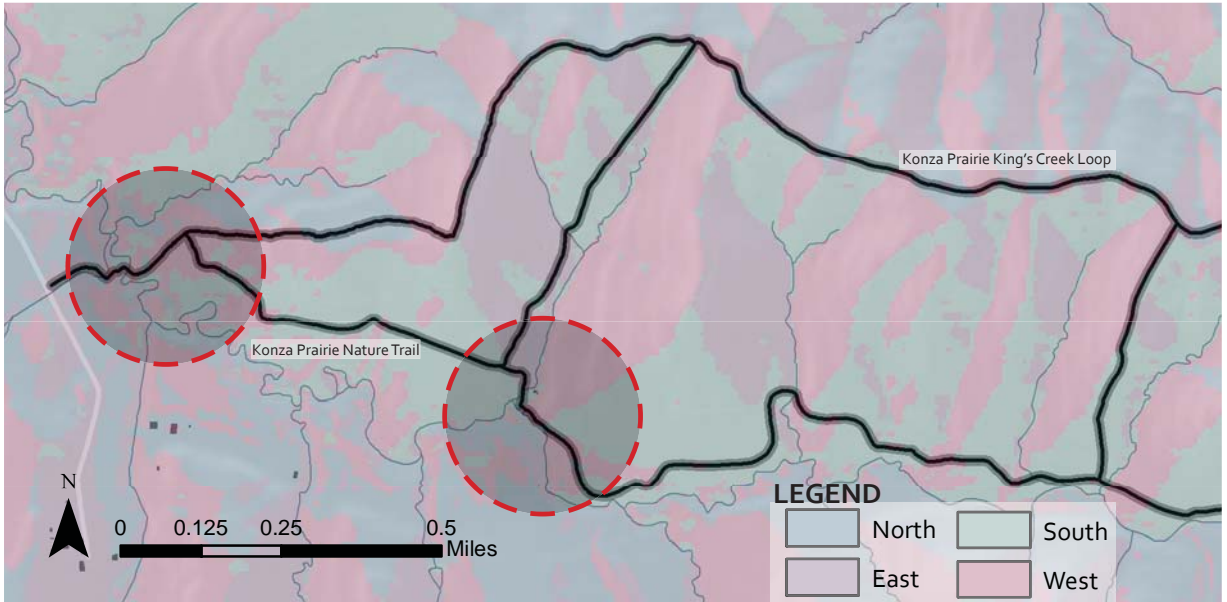 Konza Prairie King's Creek Loop
Konza Prairie Nature Trail
N
0 0.125 0.25 0.5
Miles
LEGEND
North South
East West